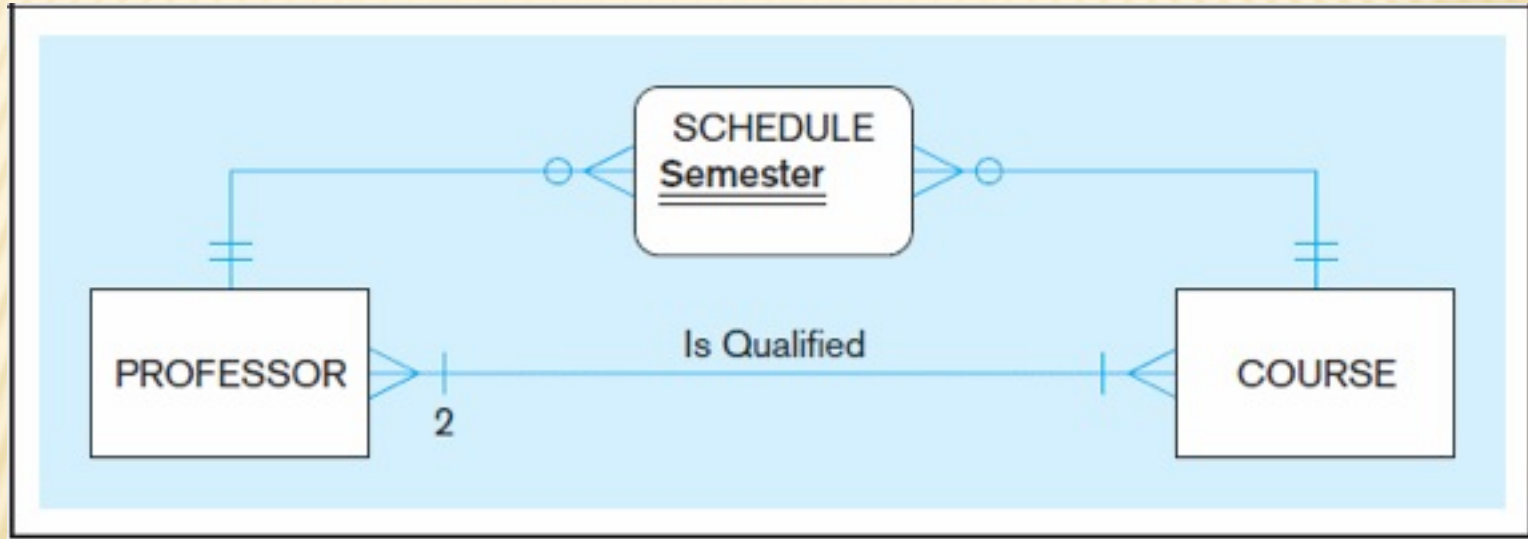 SCHEDULE
Semester
Is Qualified
PROFESSOR
COURSE
2